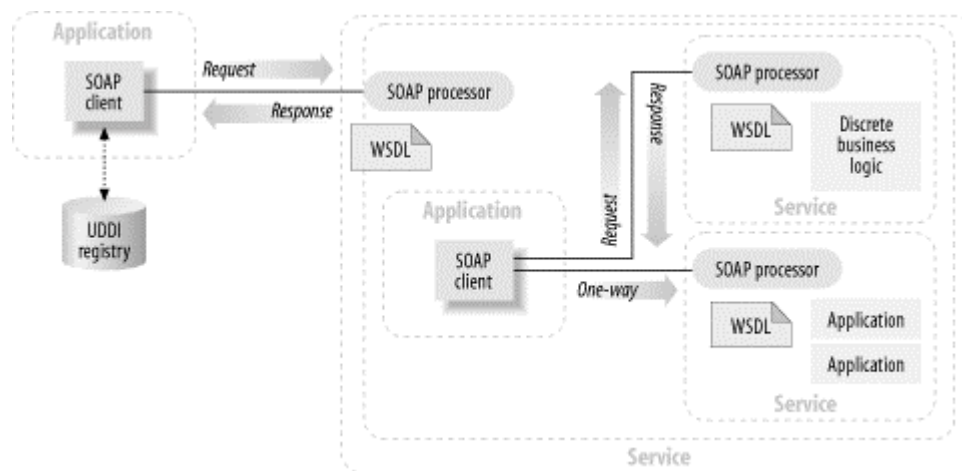 Application
SOAP
client
Request
Response
UDDI
registry
SOAP processor
WSDL
Application
SOAP
client
Request
Response
One-way
SOAP processor
WSDL
Discrete
business
logic
Service
SOAP processor
WSDL
Application
Application
Service
Service